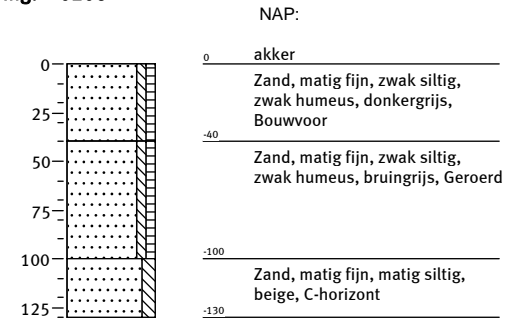 NAP:
0 akker
0
Zand, matig fijn, zwak siltig,
zwak humeus, donkergrijs,
Bouwvoor
25
-40
50
Zand, matig fijn, zwak siltig,
zwak humeus, bruingrijs, Geroerd
75
100
-100
Zand, matig fijn, matig siltig,
beige, C-horizont
125
-130